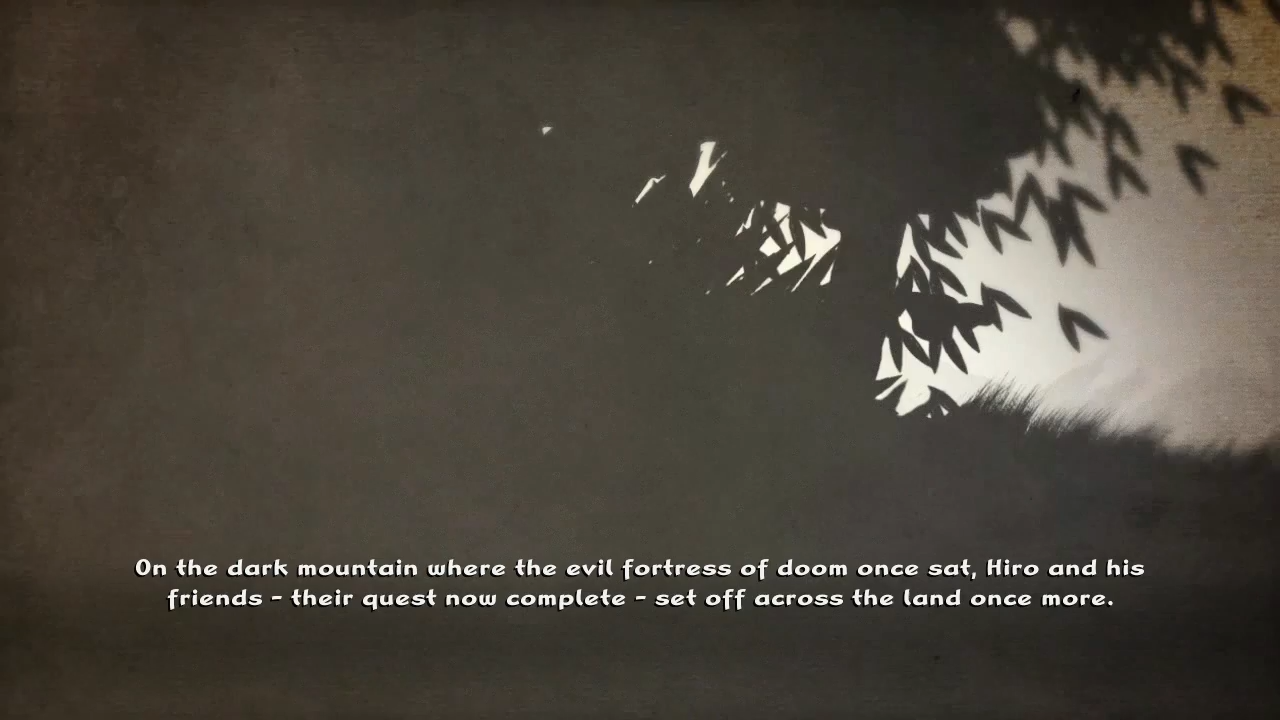 On the dark mountain where the evil fortress of doom once sat, Hiro and his
friends - their quest now complete - set off across the land once more.